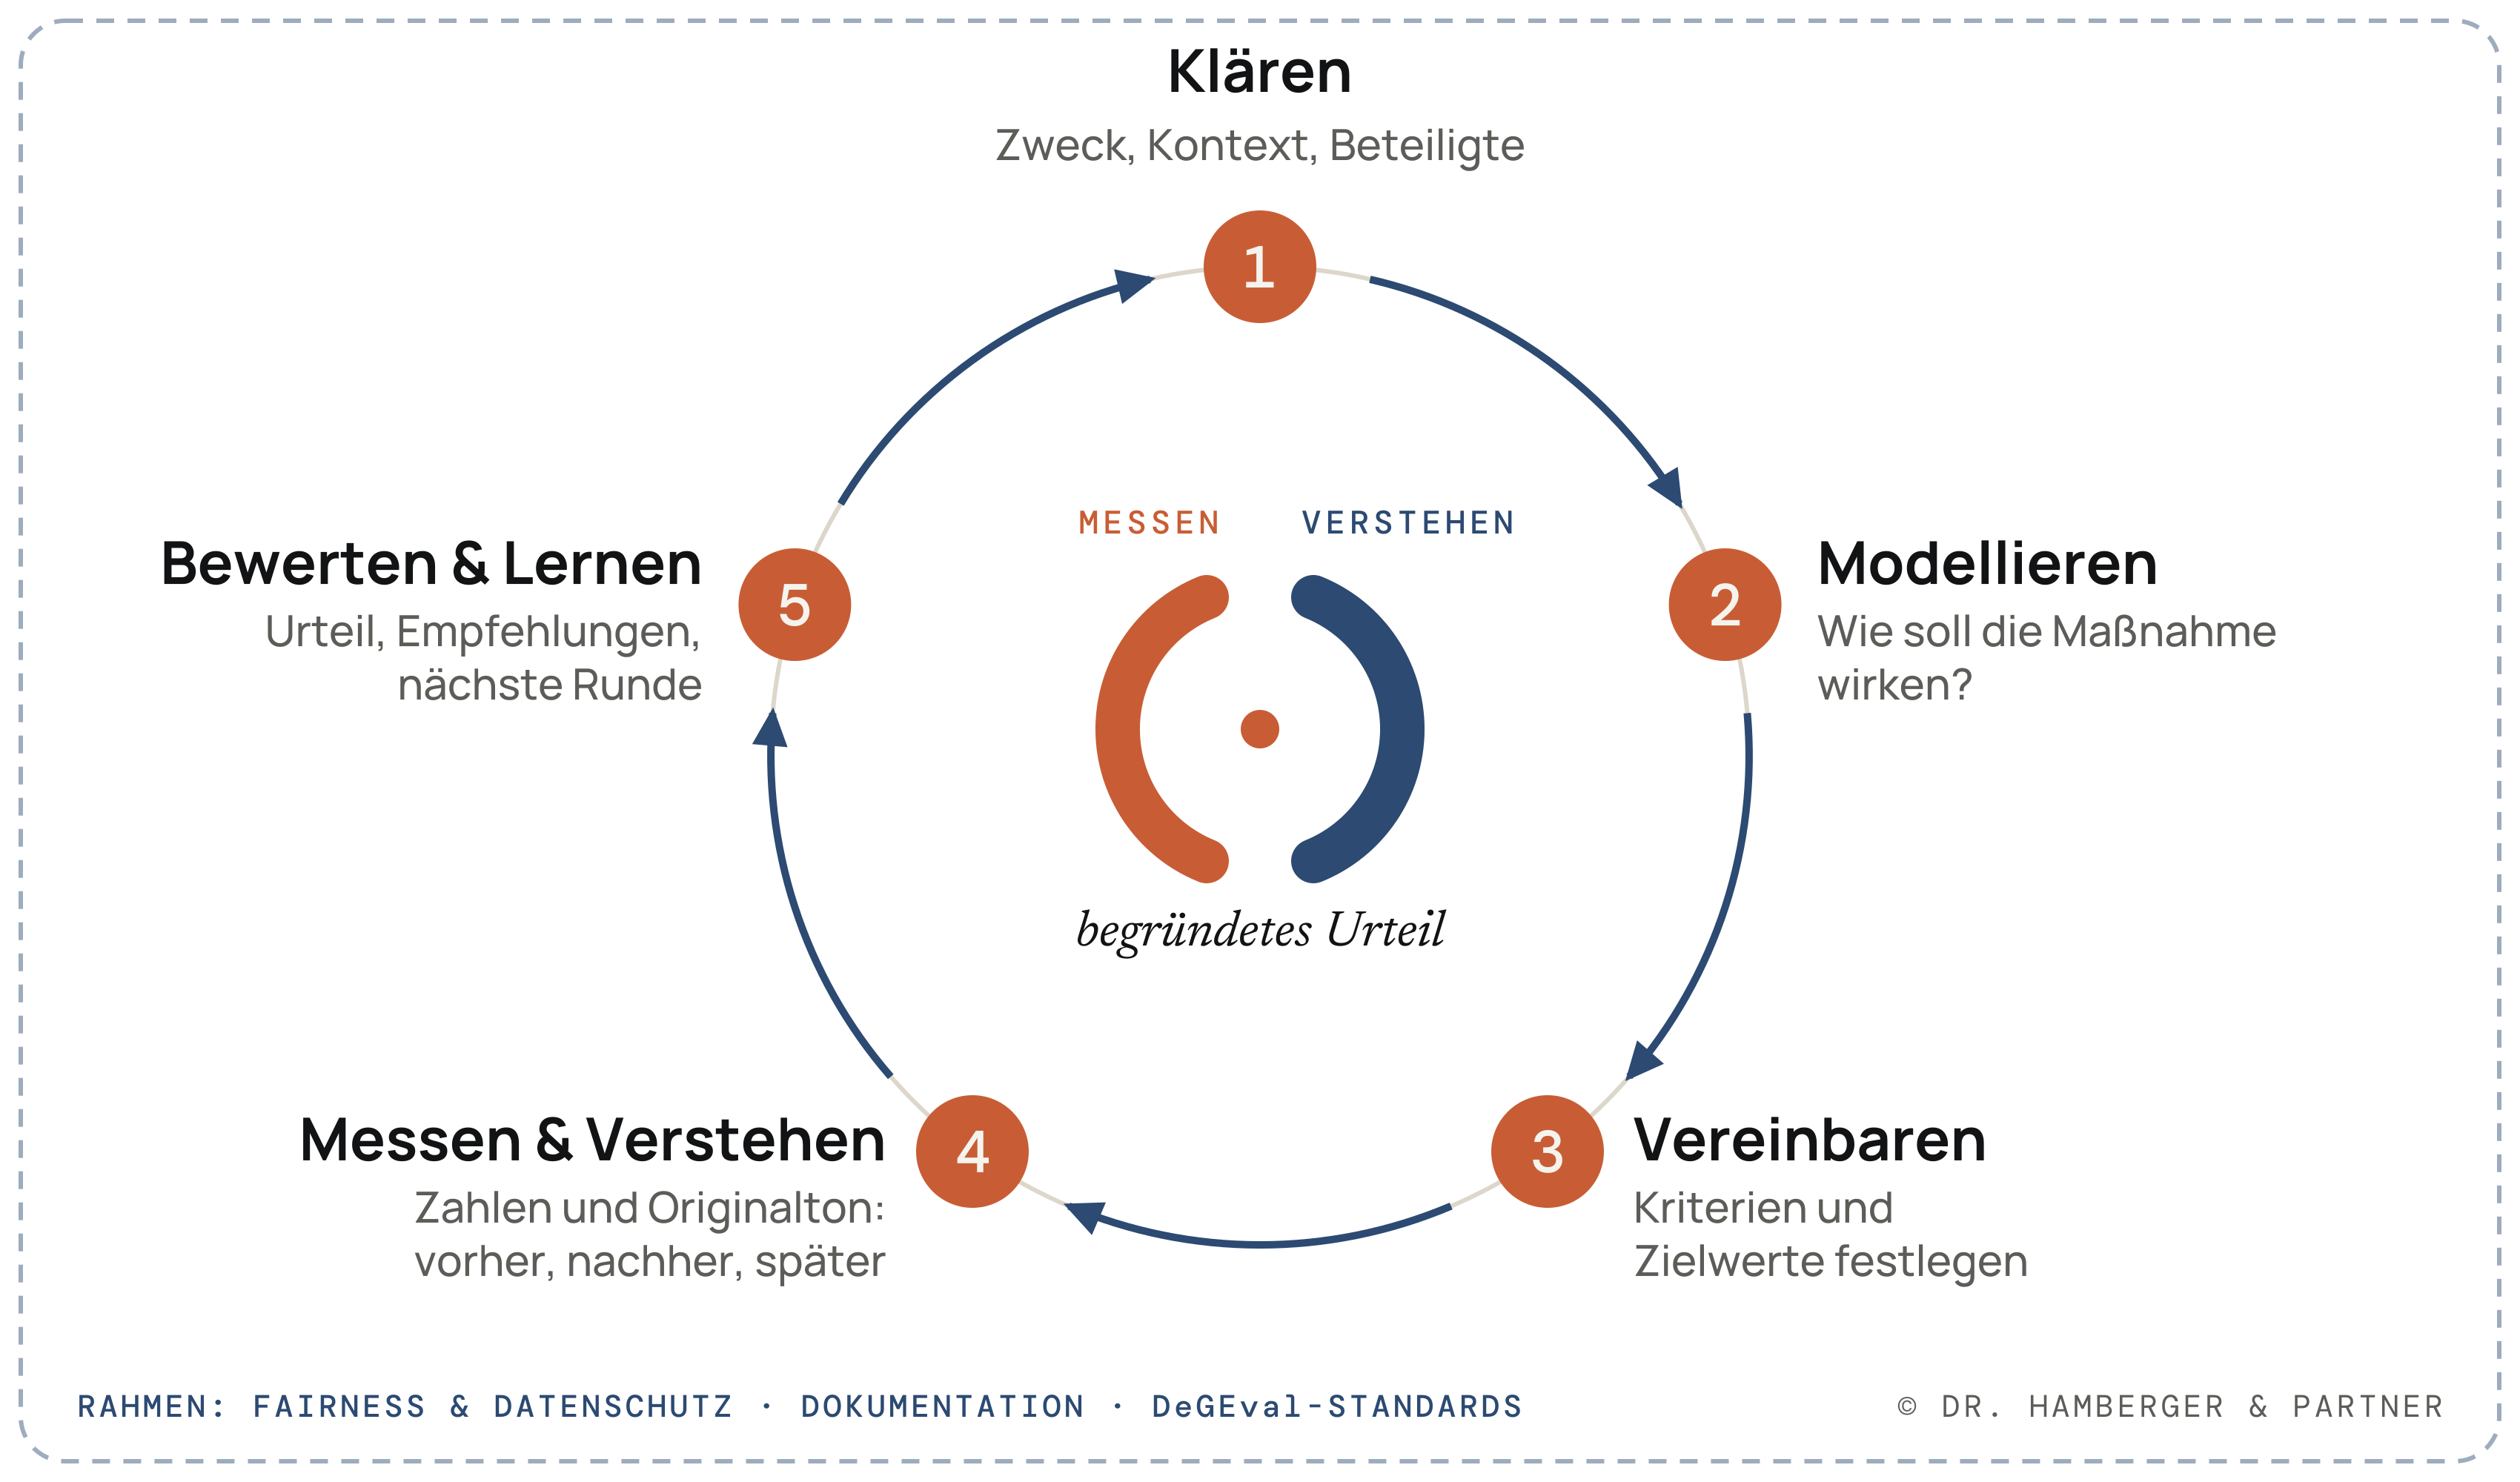 Klären
Zweck, Kontext, Beteiligte
1
MESSEN
VERSTEHEN
begründetes Urteil
2
Modellieren
Wie soll die Maßnahme
wirken?
3
Vereinbaren
Kriterien und
Zielwerte festlegen
4
Messen & Verstehen
Zahlen und Originalton:
vorher, nachher, später
5
Bewerten & Lernen
Urteil, Empfehlungen,
nächste Runde
RAHMEN: FAIRNESS & DATENSCHUTZ · DOKUMENTATION · DeGEval-STANDARDS
© DR. HAMBERGER & PARTNER